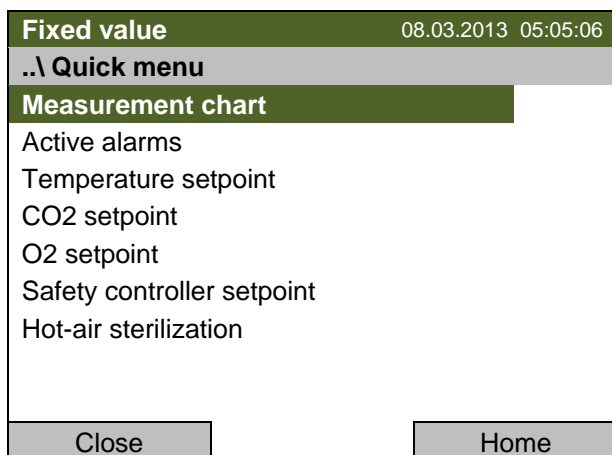 Fixed value 08.03.2013 05:05:06
..\ Quick menu
Measurement chart
Active alarms
Temperature setpoint
CO2 setpoint
O2 setpoint
Safety controller setpoint
Hot-air sterilization
Close Home